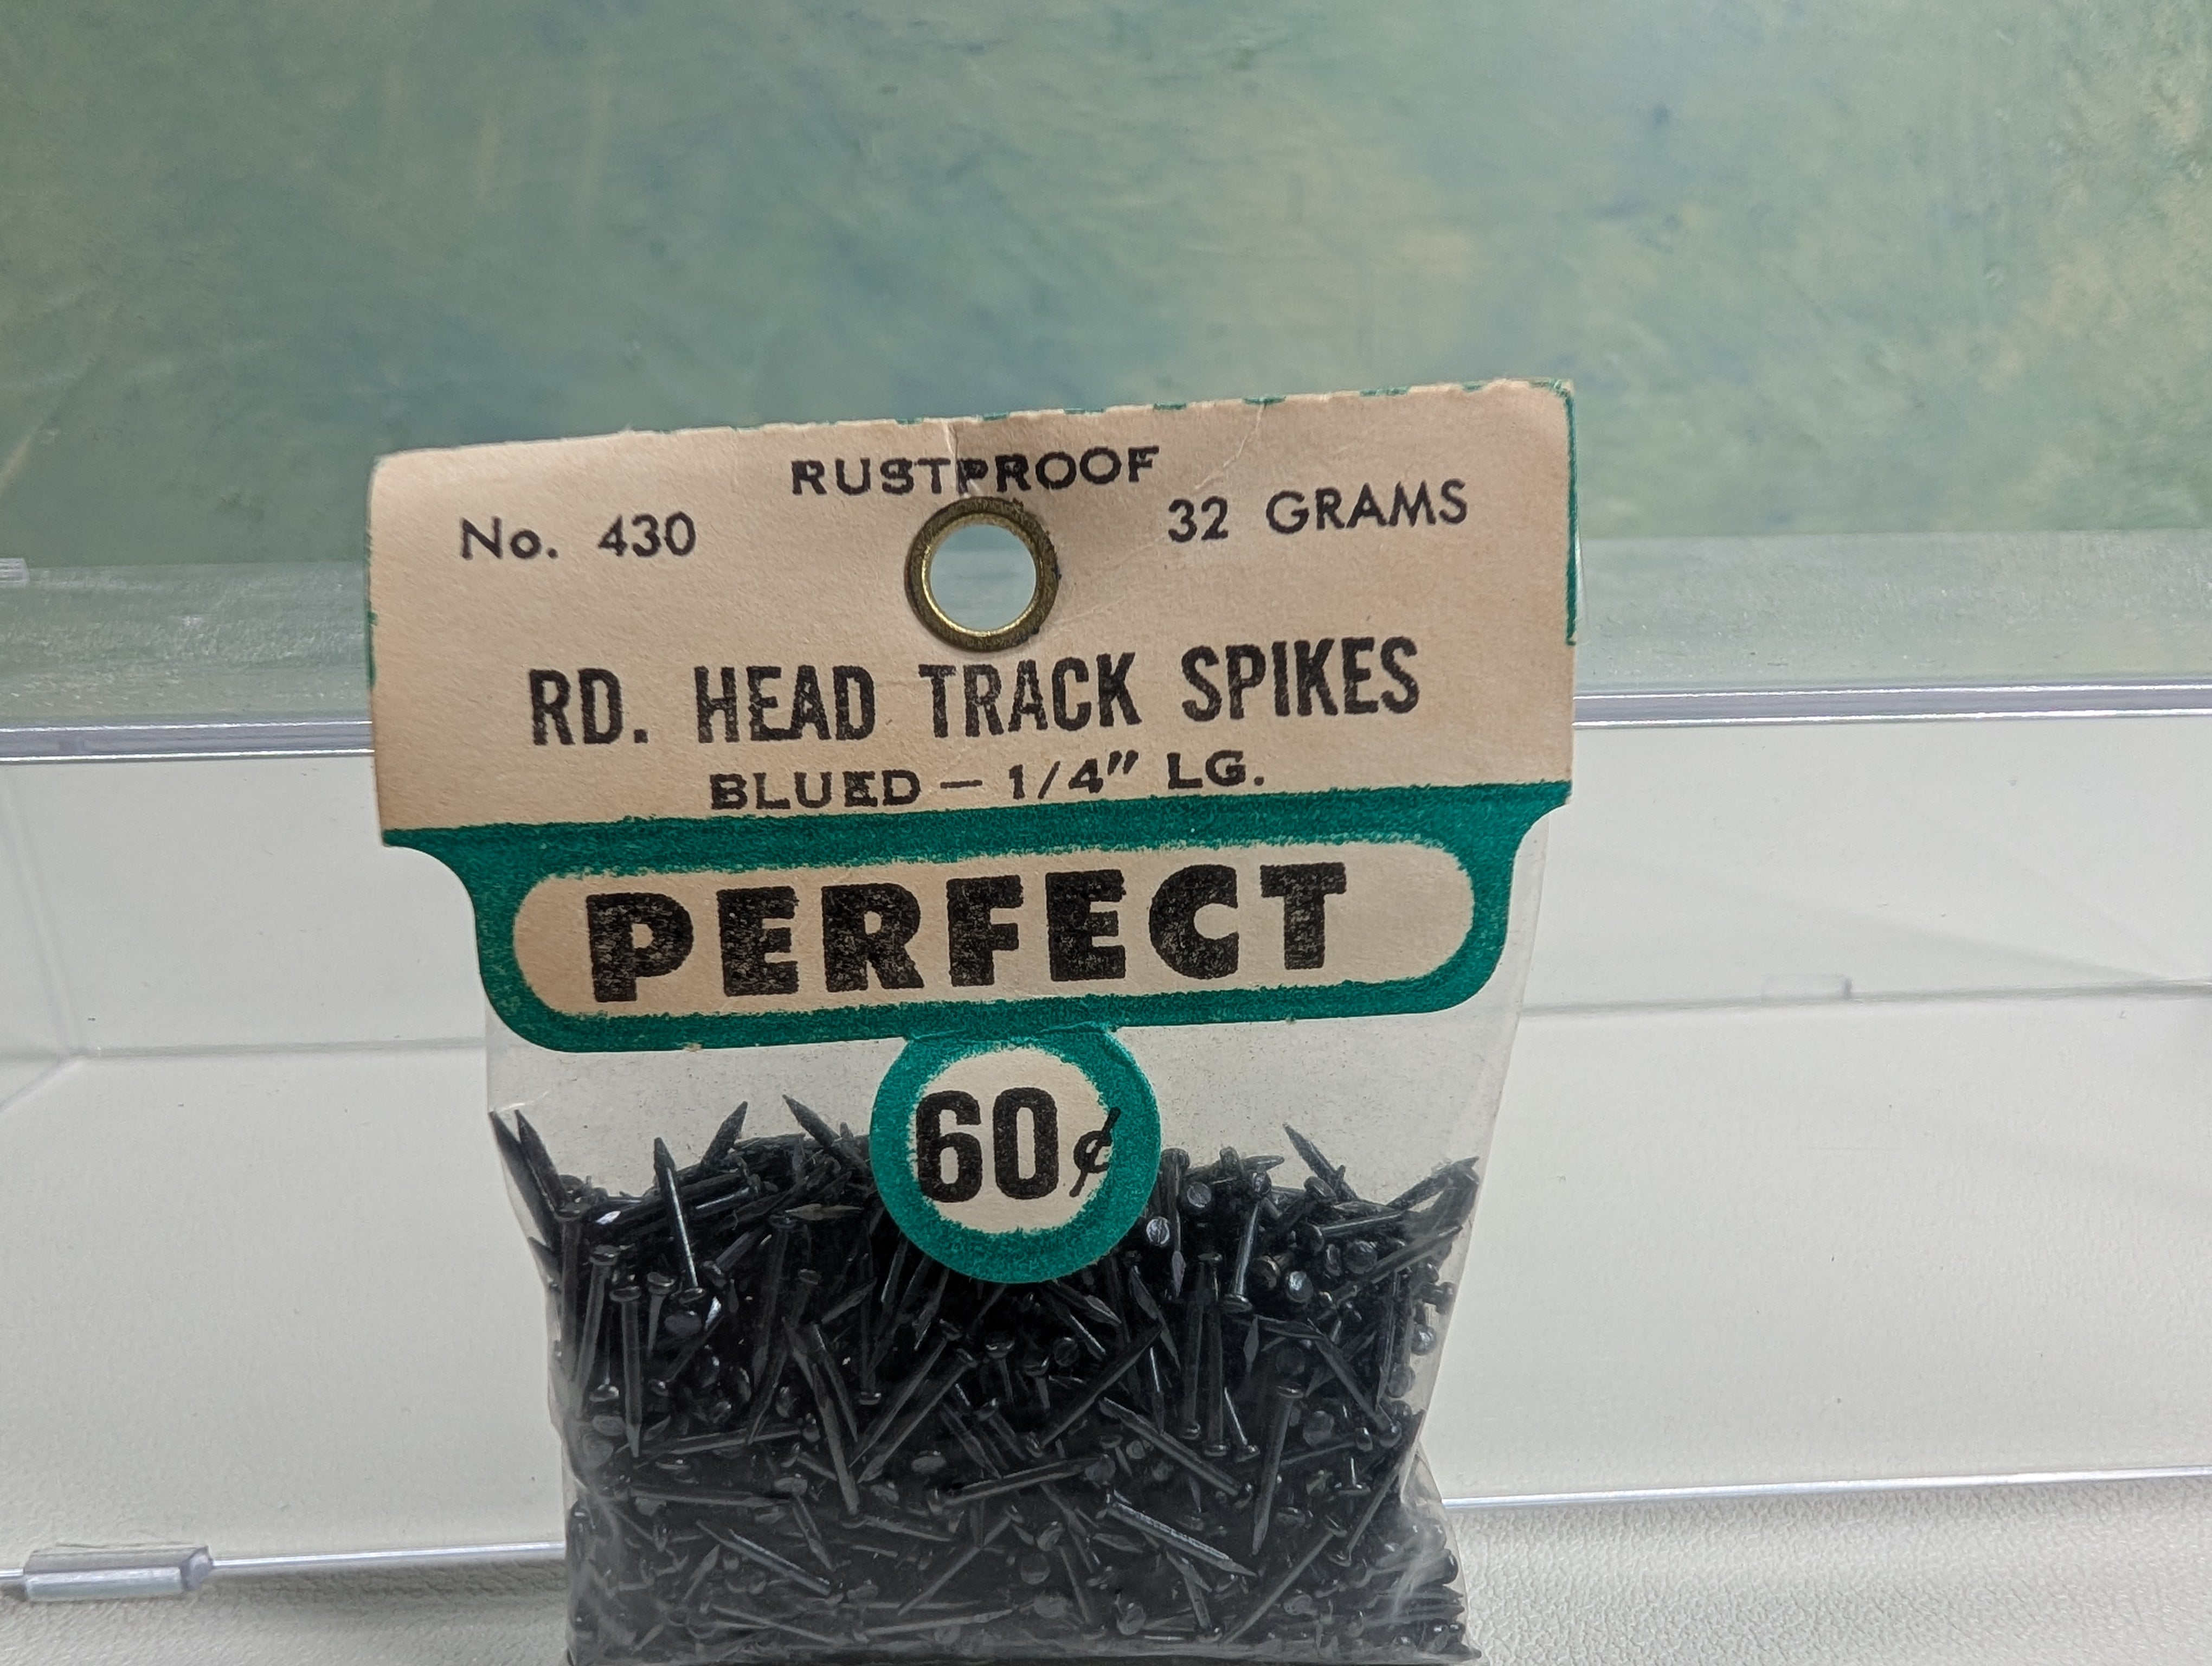 RUSTPROOF
No. 430 32 GRAMS
RD. HEAD TRACK SPIKES
BLUED — 1/4" LG.
PERFECT
60¢